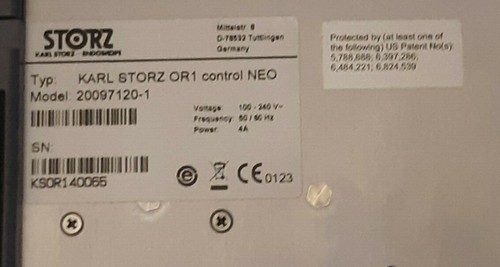 STORZ
KARL STORZ - ENDOSKOPE
Mittelstr. 8
D-78532 Tuttlingen
Germany
Typ: KARL STORZ OR1 control NEO
Model: 20097120-1
Voltage: 100 - 240 V~
Frequency: 50 / 60 Hz
Power: 4A
SN:
KSOR140065
CE 0123
Protected by (at least one of
the following) US Patent No(s):
5,788,688; 6,397,286;
6,484,221; 6,824,539